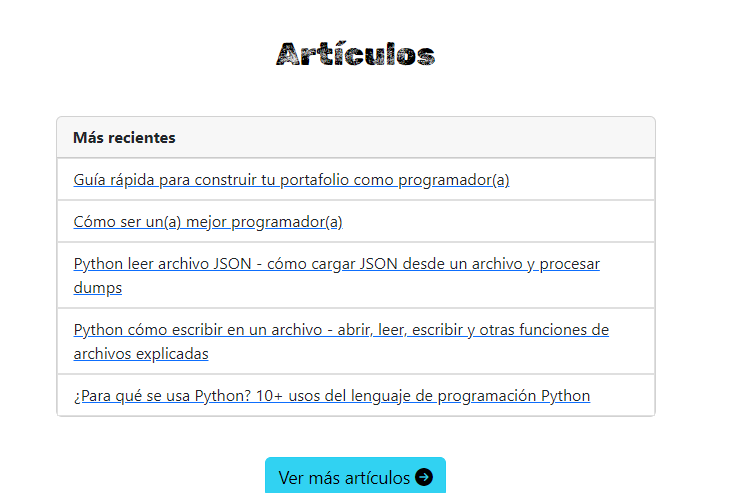 Artículos
Más recientes
Guía rápida para construir tu portafolio como programador(a)
Cómo ser un(a) mejor programador(a)
Python leer archivo JSON - cómo cargar JSON desde un archivo y procesar
dumps
Python cómo escribir en un archivo - abrir, leer, escribir y otras funciones de
archivos explicadas
¿Para qué se usa Python? 10+ usos del lenguaje de programación Python
Ver más artículos